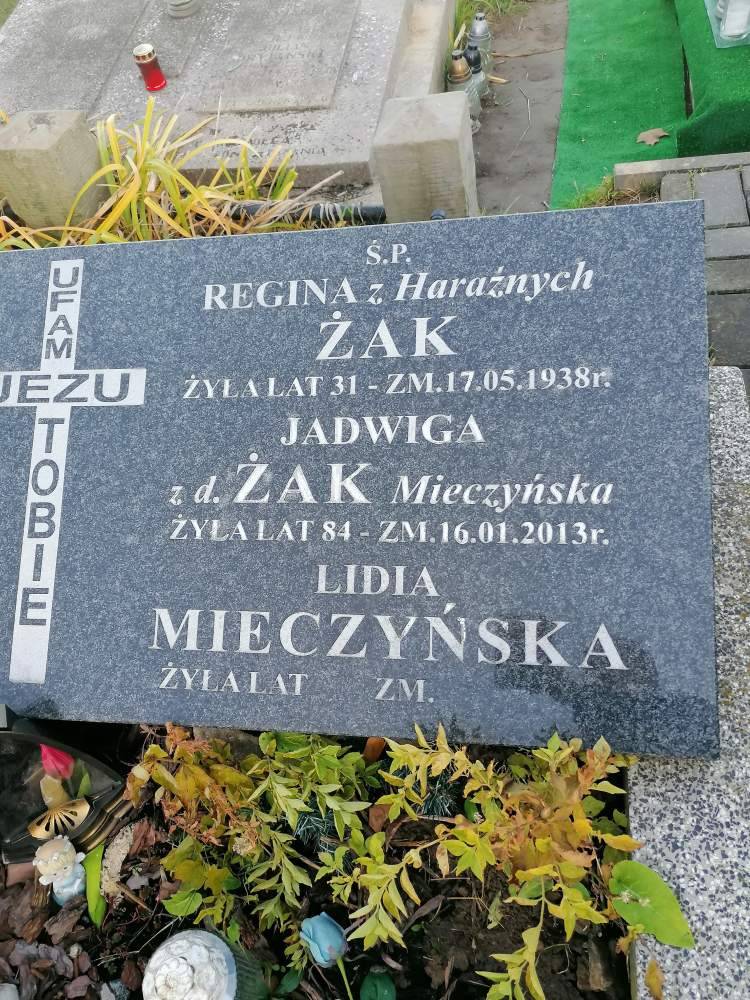 UFAM
JEZU
TOBIE
Ś.P.
REGINA z Haraźnych
ŻAK
ŻYŁA LAT 31 - ZM.17.05.1938r.
JADWIGA
z d. ŻAK Mieczyńska
ŻYŁA LAT 84 - ZM.16.01.2013r.
LIDIA
MIECZYŃSKA
ŻYŁA LAT ZM.